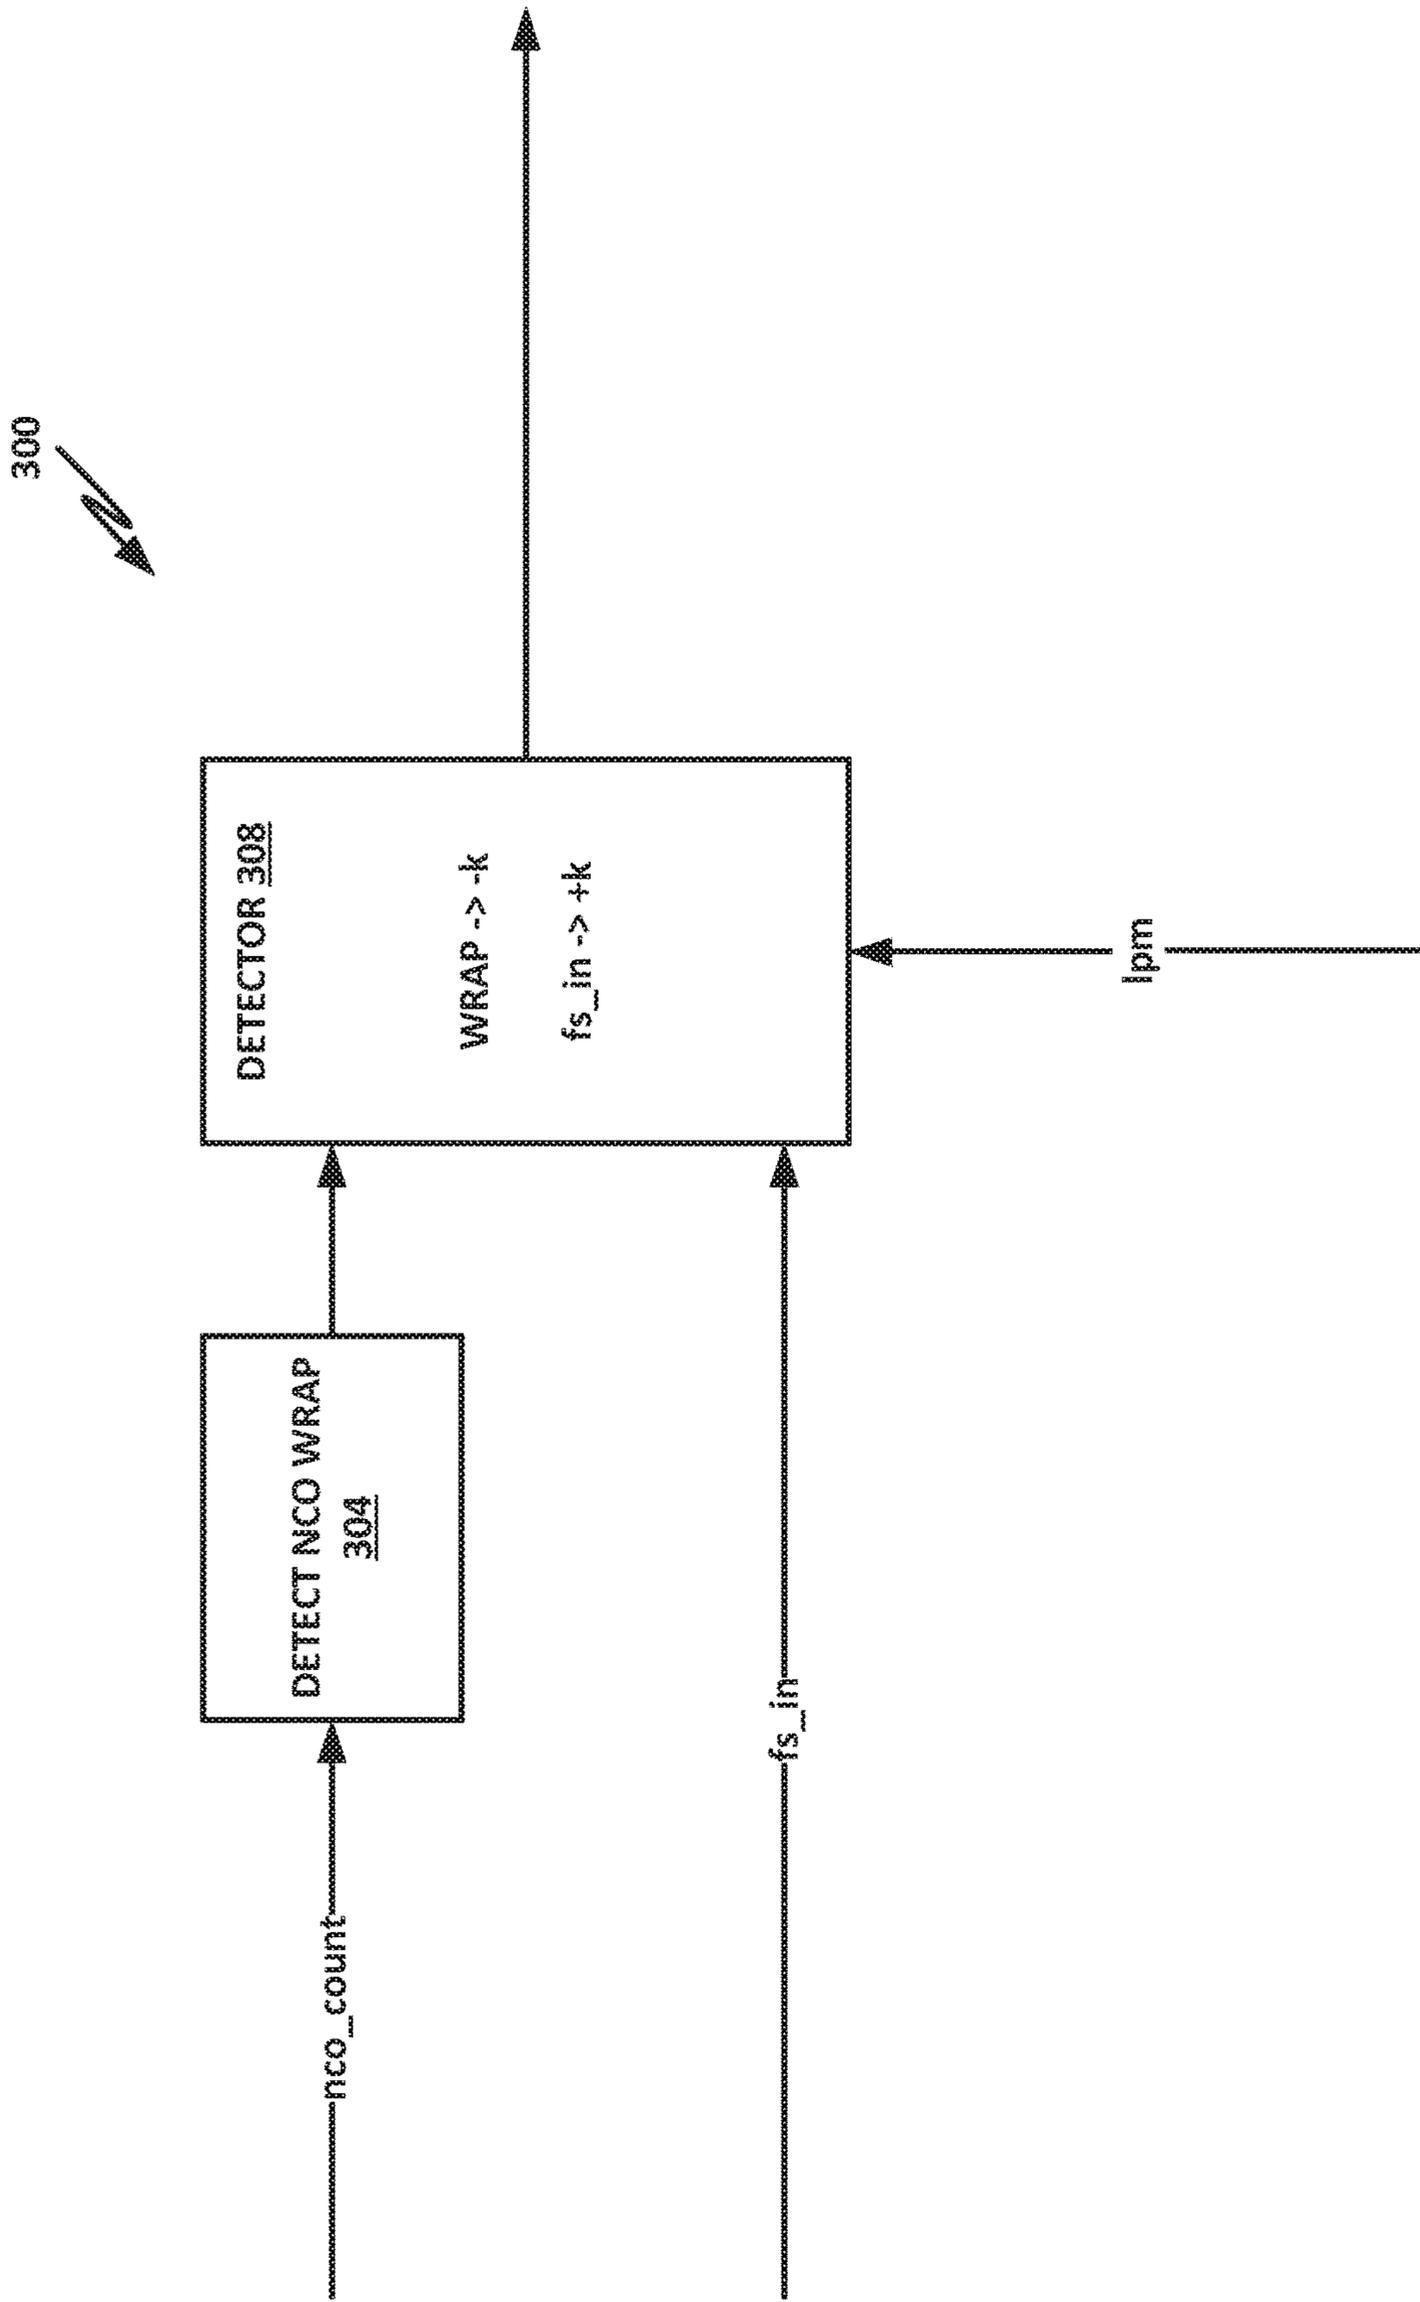 300
DETECTOR 308
WRAP -> -k
fs_in -> +k
DETECT NCO WRAP
304
nco_count
fs_in
lpm